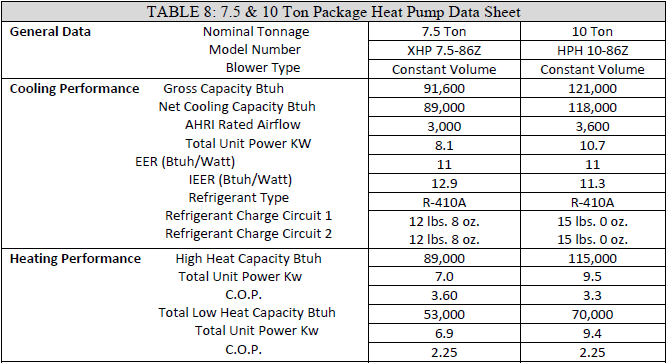 TABLE 8: 7.5 & 10 Ton Package Heat Pump Data Sheet
General Data Nominal Tonnage 7.5 Ton 10 Ton
Model Number XHP 7.5-86Z HPH 10-86Z
Blower Type Constant Volume Constant Volume
Cooling Performance Gross Capacity Btuh 91,600 121,000
Net Cooling Capacity Btuh 89,000 118,000
AHRI Rated Airflow 3,000 3,600
Total Unit Power KW 8.1 10.7
EER (Btuh/Watt) 11 11
IEER (Btuh/Watt) 12.9 11.3
Refrigerant Type R-410A R-410A
Refrigerant Charge Circuit 1 12 lbs. 8 oz. 15 lbs. 0 oz.
Refrigerant Charge Circuit 2 12 lbs. 8 oz. 15 lbs. 0 oz.
Heating Performance High Heat Capacity Btuh 89,000 115,000
Total Unit Power Kw 7.0 9.5
C.O.P. 3.60 3.3
Total Low Heat Capacity Btuh 53,000 70,000
Total Unit Power Kw 6.9 9.4
C.O.P. 2.25 2.25